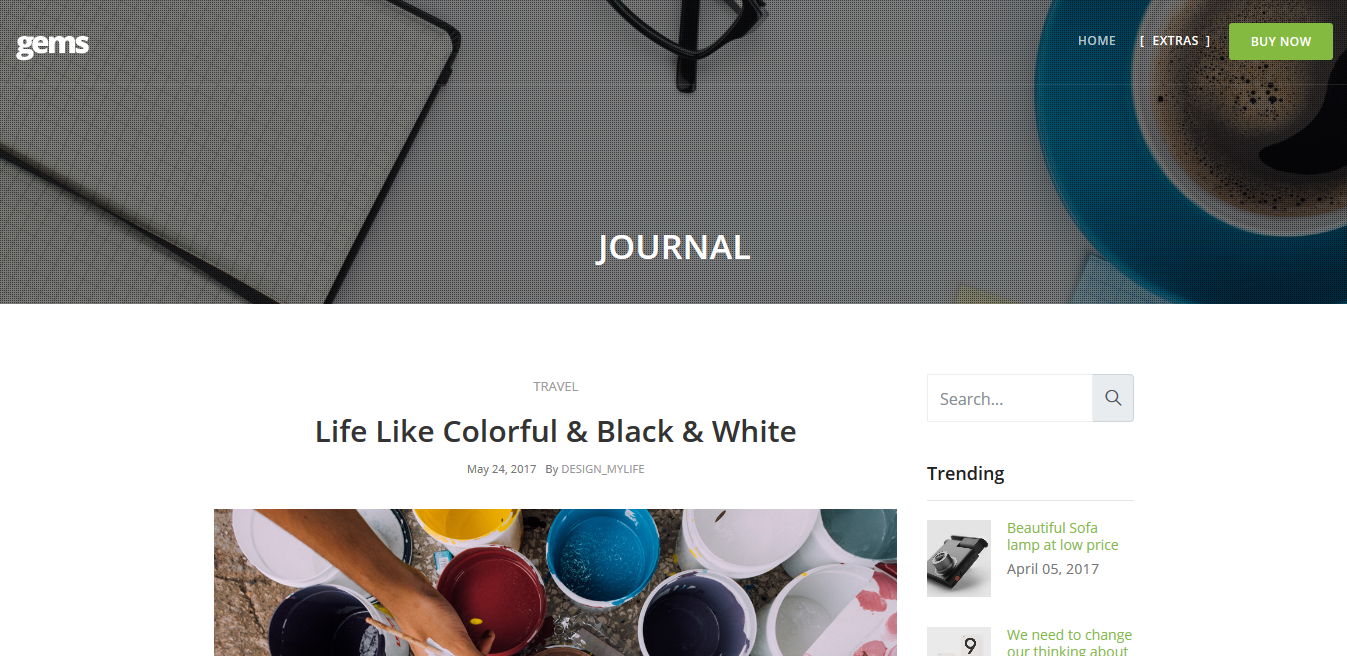 gems
HOME
[ EXTRAS ]
BUY NOW
JOURNAL
TRAVEL
Life Like Colorful & Black & White
May 24, 2017 By DESIGN_MYLIFE
Search...
Trending
Beautiful Sofa
lamp at low price
April 05, 2017
9
We need to change
our thinking about